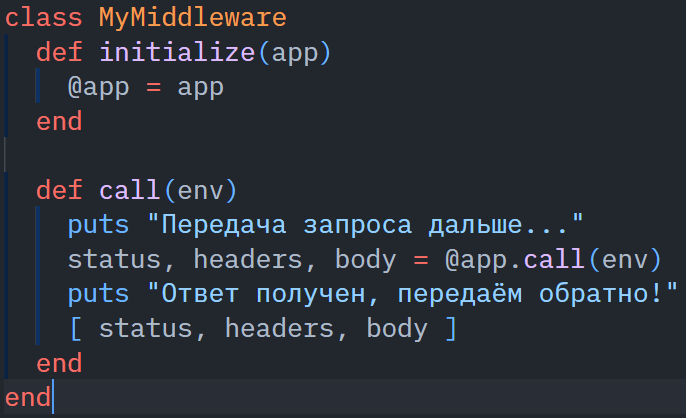 class MyMiddleware
def initialize(app)
@app = app
end
def call(env)
puts "Передача запроса дальше..."
status, headers, body = @app.call(env)
puts "Ответ получен, передаём обратно!"
[ status, headers, body ]
end
end